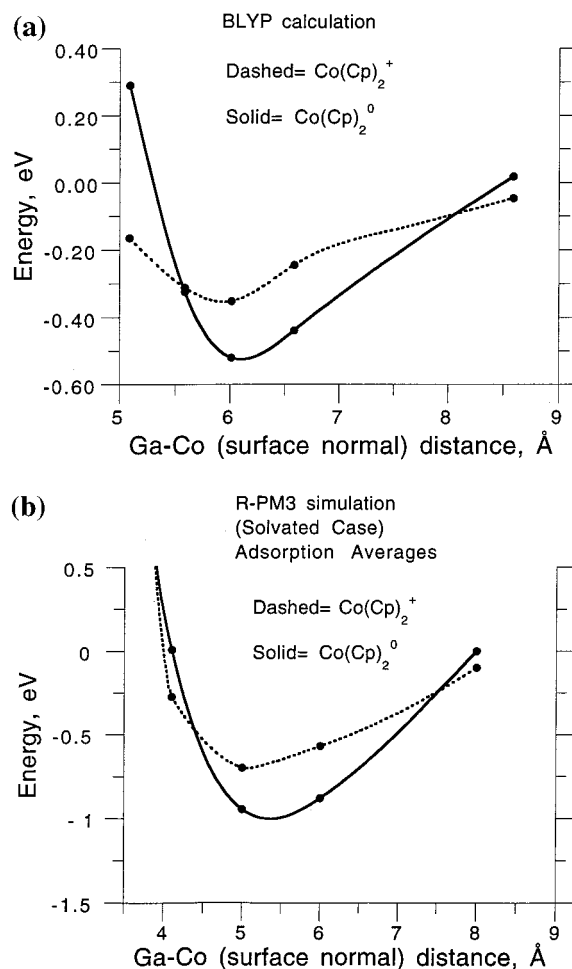 (a)
BLYP calculation
Dashed= Co(Cp)2+
Solid= Co(Cp)20
Energy, eV
0.40
0.20
0.00
-0.20
-0.40
-0.60
5 6 7 8 9
Ga-Co (surface normal) distance, Å
(b)
R-PM3 simulation
(Solvated Case)
Adsorption Averages
Dashed= Co(Cp)2+
Solid= Co(Cp)20
Energy, eV
0.5
0
-0.5
- 1
-1.5
4 5 6 7 8 9
Ga-Co (surface normal) distance, Å